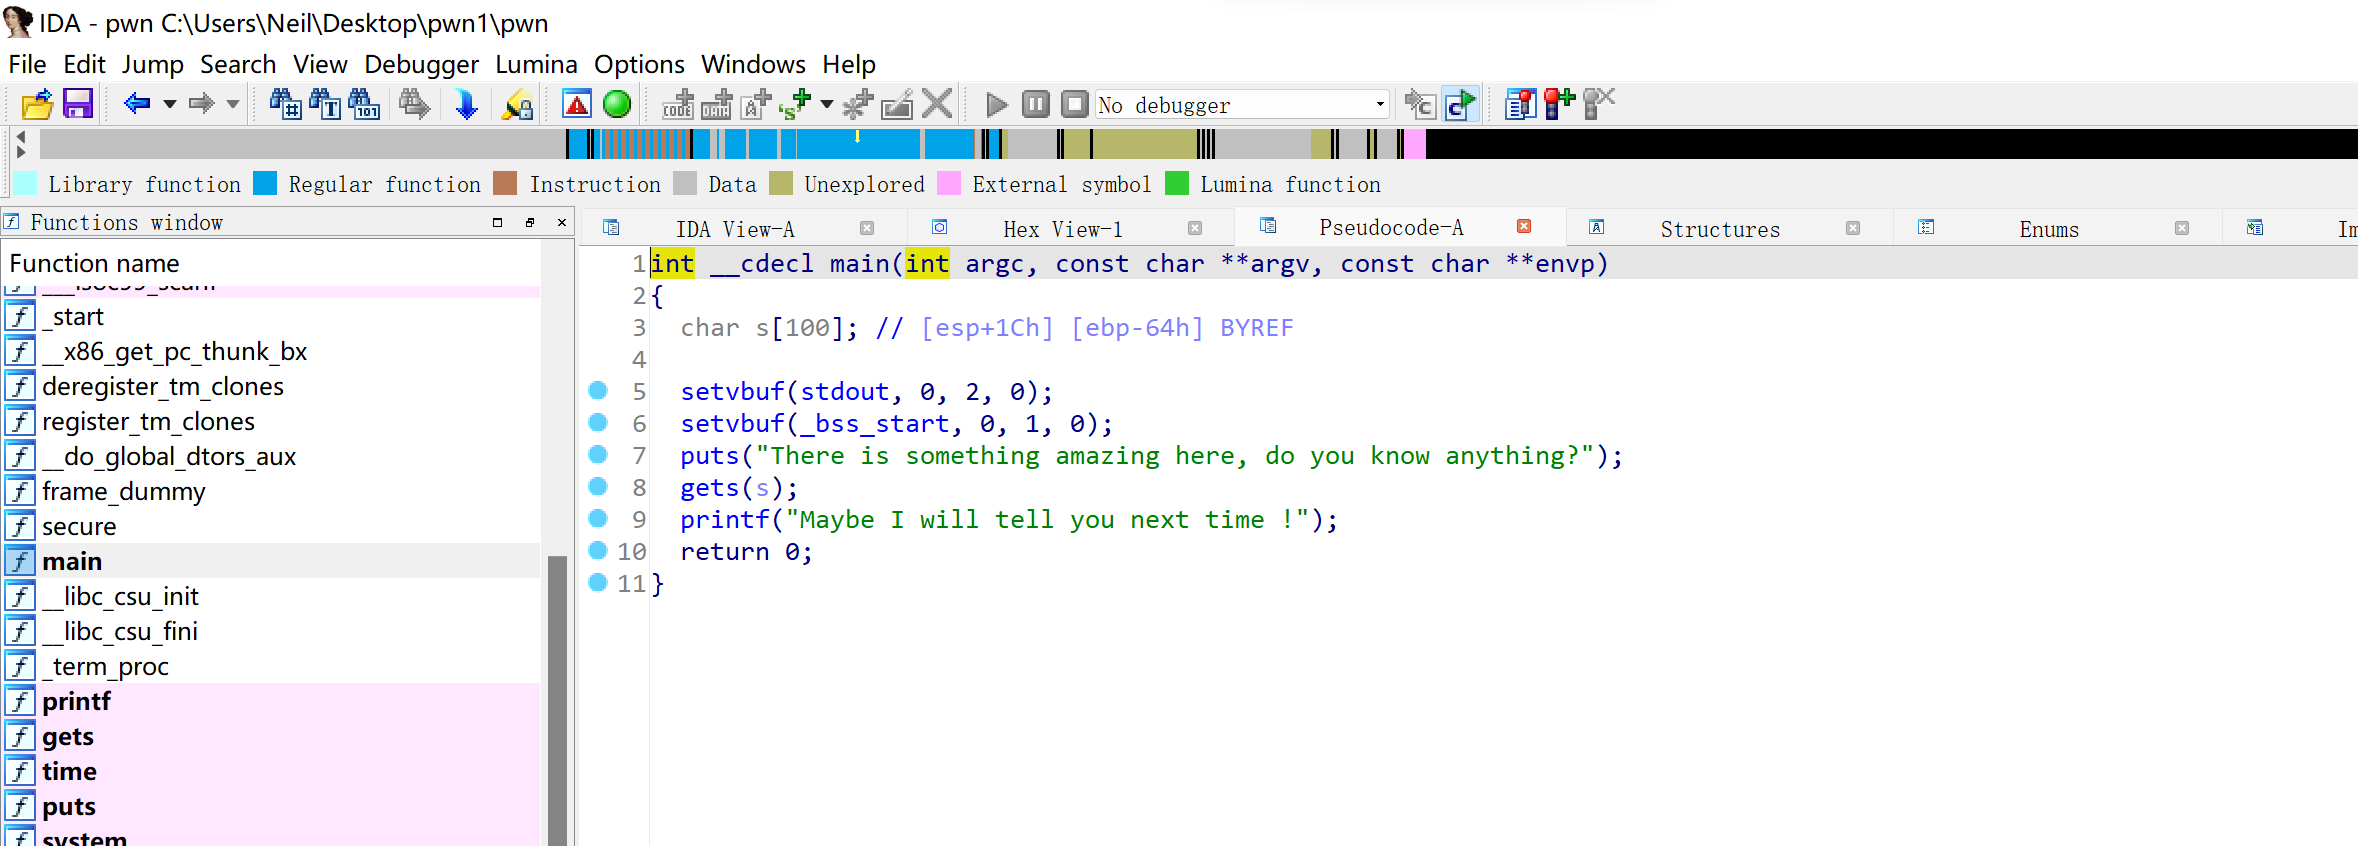 IDA - pwn C:\Users\Neil\Desktop\pwn1\pwn
File Edit Jump Search View Debugger Lumina Options Windows Help
No debugger
Library function Regular function Instruction Data Unexplored External symbol Lumina function
Functions window
IDA View-A Hex View-1 Pseudocode-A Structures Enums
Function name
_start
__x86_get_pc_thunk_bx
deregister_tm_clones
register_tm_clones
__do_global_dtors_aux
frame_dummy
secure
main
__libc_csu_init
__libc_csu_fini
_term_proc
printf
gets
time
puts
system
1 int __cdecl main(int argc, const char **argv, const char **envp)
2 {
3 char s[100]; // [esp+1Ch] [ebp-64h] BYREF
4
5 setvbuf(stdout, 0, 2, 0);
6 setvbuf(_bss_start, 0, 1, 0);
7 puts("There is something amazing here, do you know anything?");
8 gets(s);
9 printf("Maybe I will tell you next time !");
10 return 0;
11 }